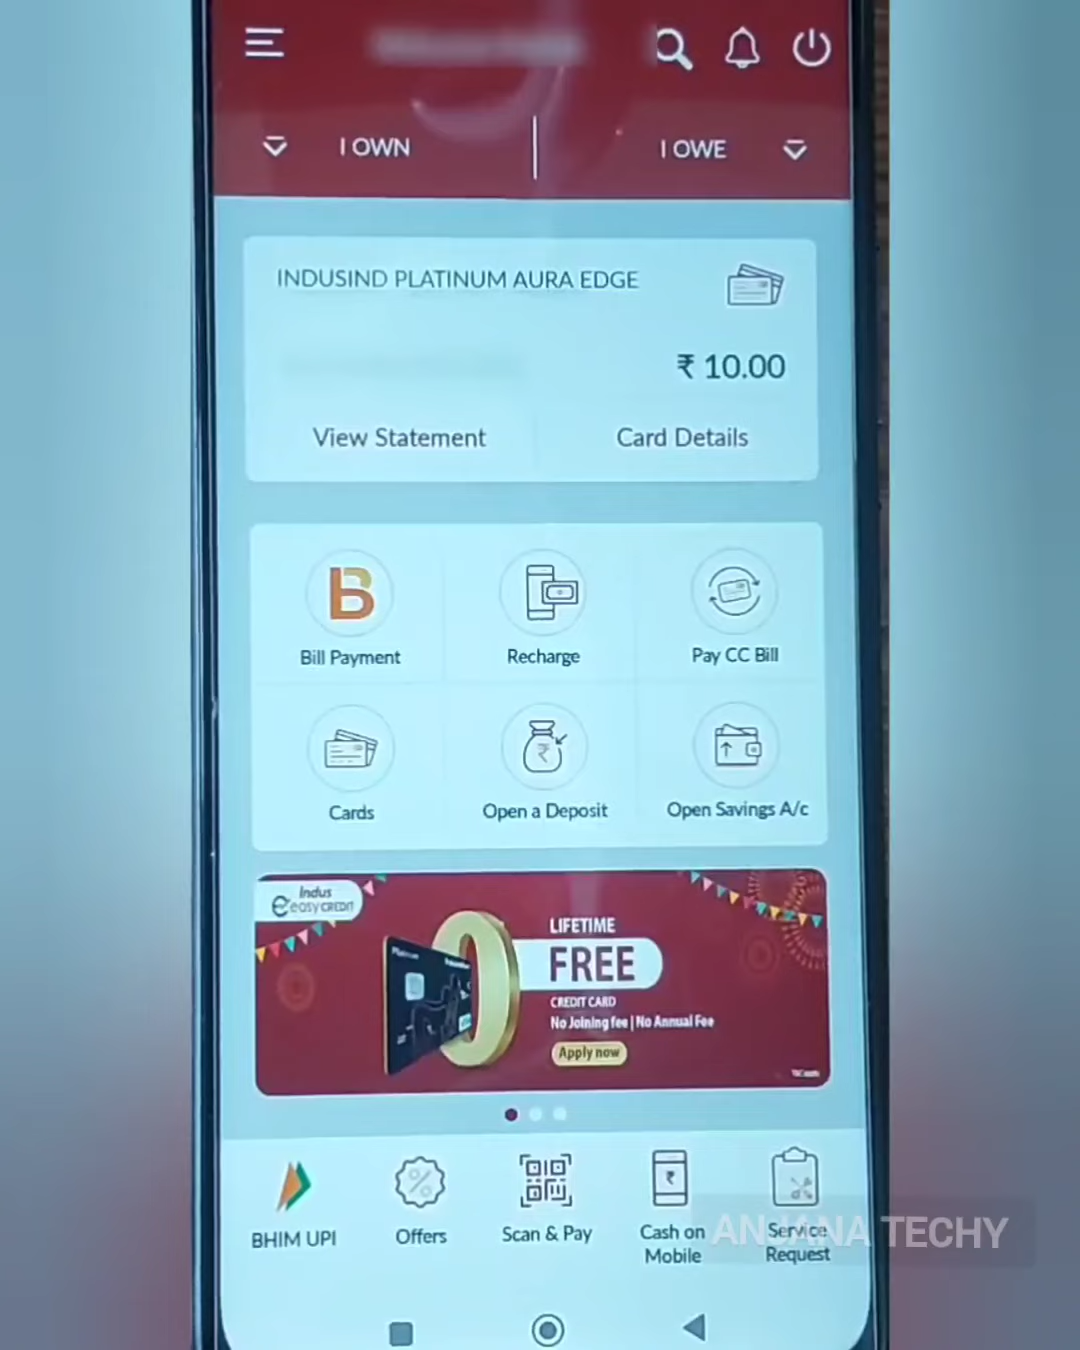 I OWN
I OWE
INDUSIND PLATINUM AURA EDGE
₹ 10.00
View Statement
Card Details
Bill Payment
Recharge
Pay CC Bill
Cards
Open a Deposit
Open Savings A/c
Indus
easyCREDIT
LIFETIME
FREE
CREDIT CARD
No Joining fee | No Annual Fee
Apply now
BHIM UPI
Offers
Scan & Pay
Cash on
Mobile
Service
Request
ANJANA TECHY